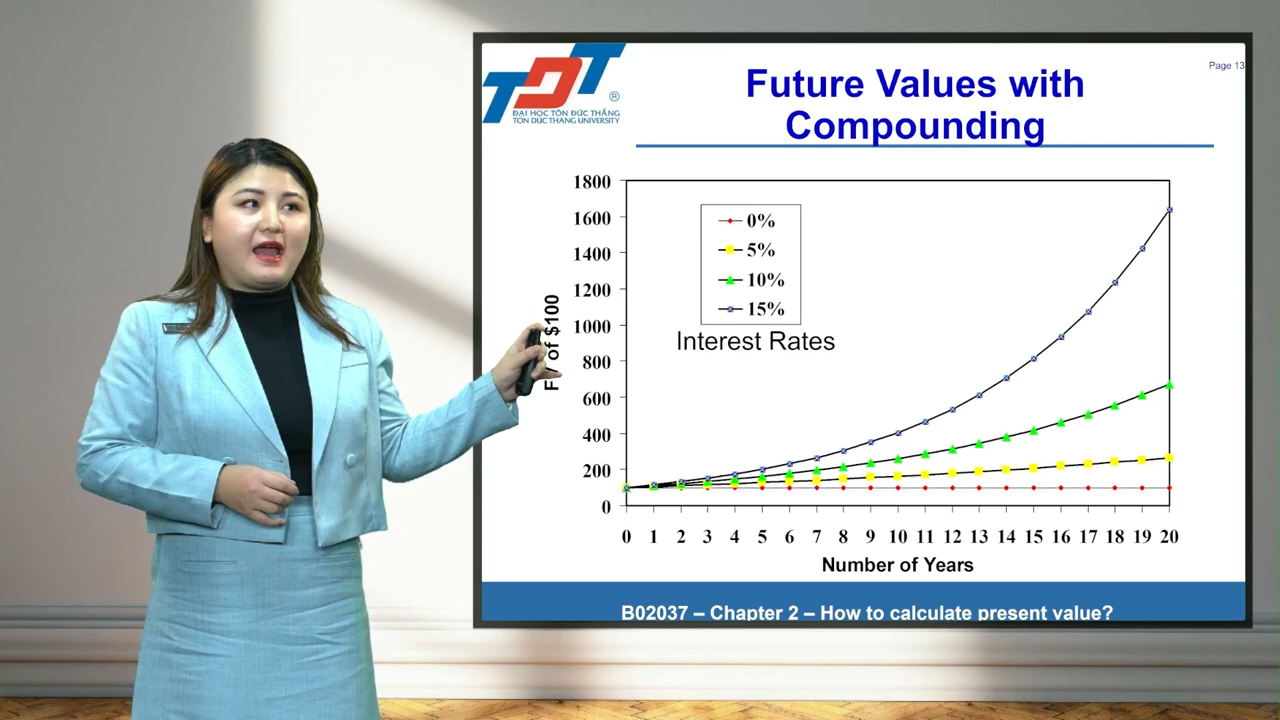 TDT
®
ĐẠI HỌC TÔN ĐỨC THẮNG
TON DUC THANG UNIVERSITY
Page 13
Future Values with
Compounding
1800
1600
1400
1200
1000
800
600
400
200
0
of $100
0%
5%
10%
15%
Interest Rates
0 1 2 3 4 5 6 7 8 9 10 11 12 13 14 15 16 17 18 19 20
Number of Years
B02037 – Chapter 2 – How to calculate present value?